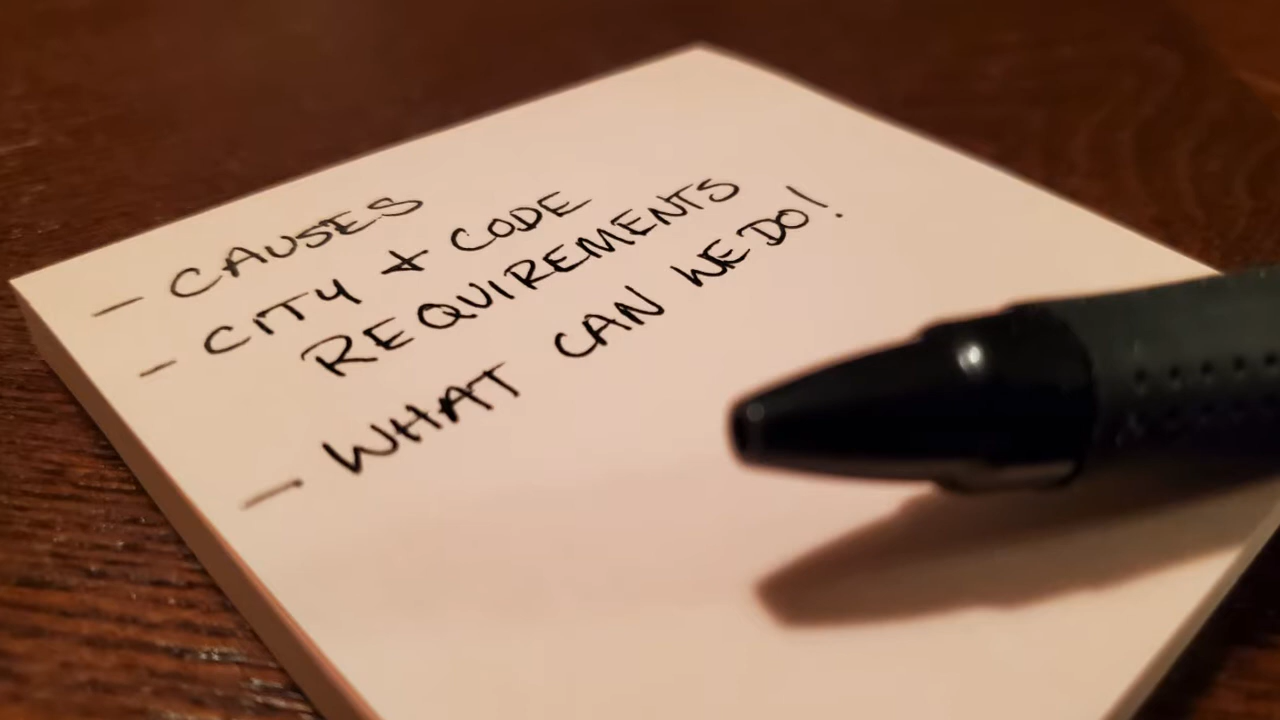 - CAUSES
- CITY & CODE
REQUIREMENTS
- WHAT CAN WE DO!